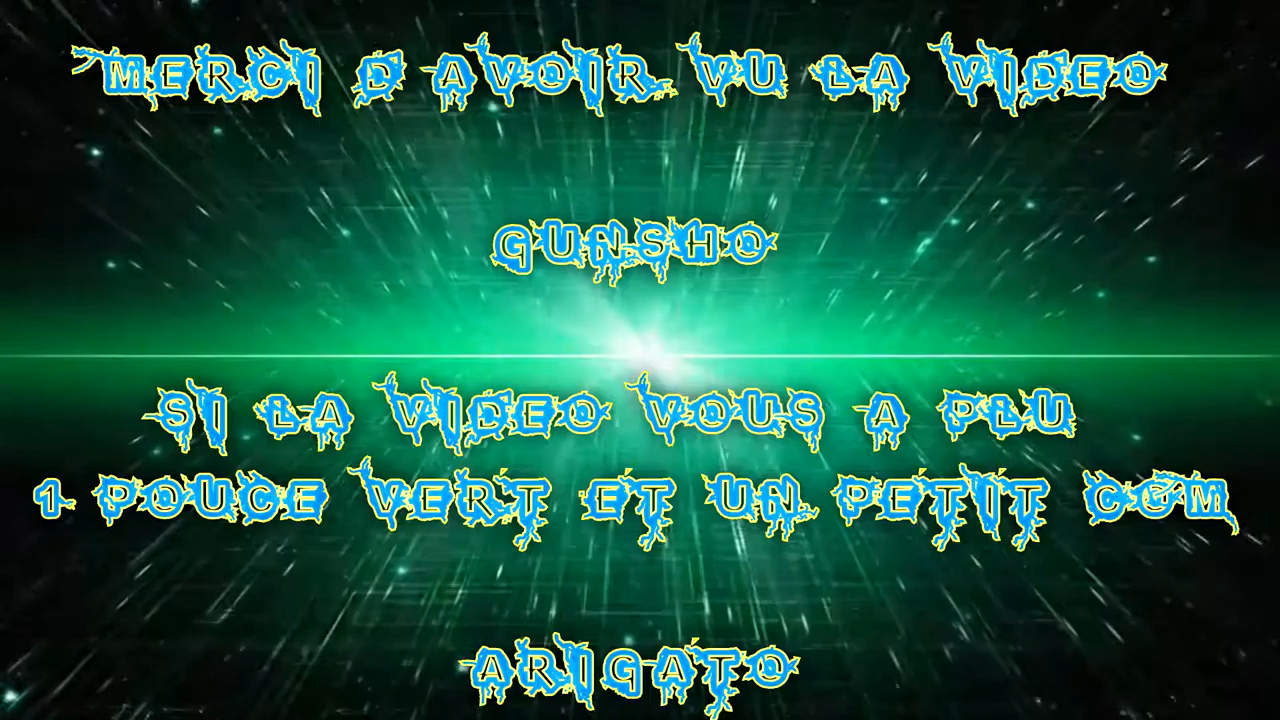 MERCI D AVOIR VU LA VIDEO
GUNSHO
SI LA VIDEO VOUS A PLU
1 POUCE VERT ET UN PETIT COM
ARIGATO